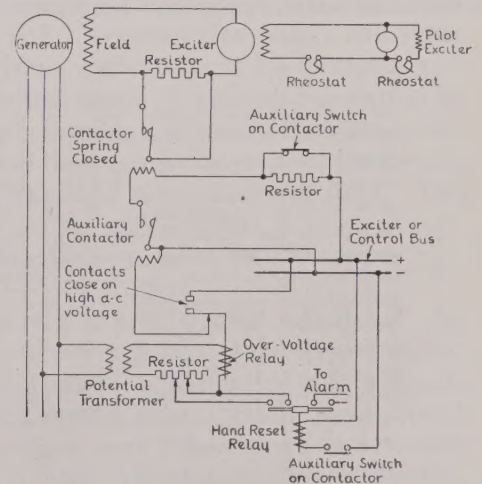 Generator
Field
Exciter
Resistor
Pilot
Exciter
Rheostat
Rheostat
Contactor
Spring
Closed
Auxiliary Switch
on Contactor
Resistor
Auxiliary
Contactor
Exciter or
Control Bus
+
−
Contacts
close on
high a-c
voltage
Over-Voltage
Relay
Resistor
Potential
Transformer
To
Alarm
Hand Reset
Relay
Auxiliary Switch
on Contactor